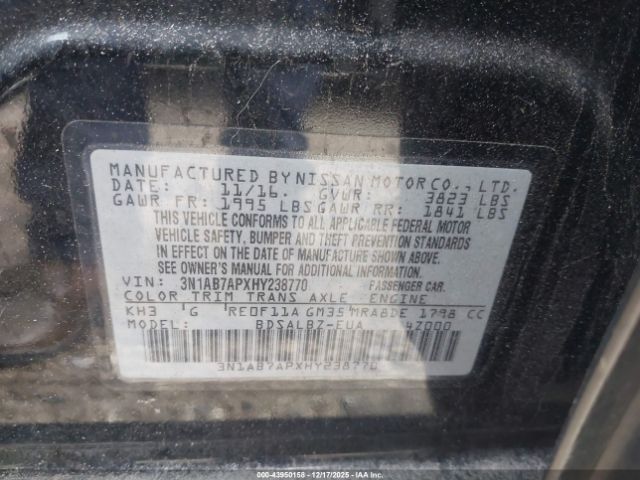 MANUFACTURED BY NISSAN MOTOR CO., LTD.
DATE: 11/16. GVWR: 3823 LBS
GAWR FR: 1995 LBS GAWR RR: 1841 LBS
THIS VEHICLE CONFORMS TO ALL APPLICABLE FEDERAL MOTOR
VEHICLE SAFETY, BUMPER AND THEFT PREVENTION STANDARDS
IN EFFECT ON THE DATE OF MANUFACTURE SHOWN ABOVE.
SEE OWNER'S MANUAL FOR ADDITIONAL INFORMATION.
VIN: 3N1AB7APXHY238770 PASSENGER CAR.
COLOR TRIM TRANS AXLE ENGINE
KH3 G RE0F11A GM35 MRA8DE 1798 CC
MODEL: BDSALBZ-EUA 4Z000
3N1AB7APXHY238770
000-43950158 - 12/17/2025 - IAA, Inc.